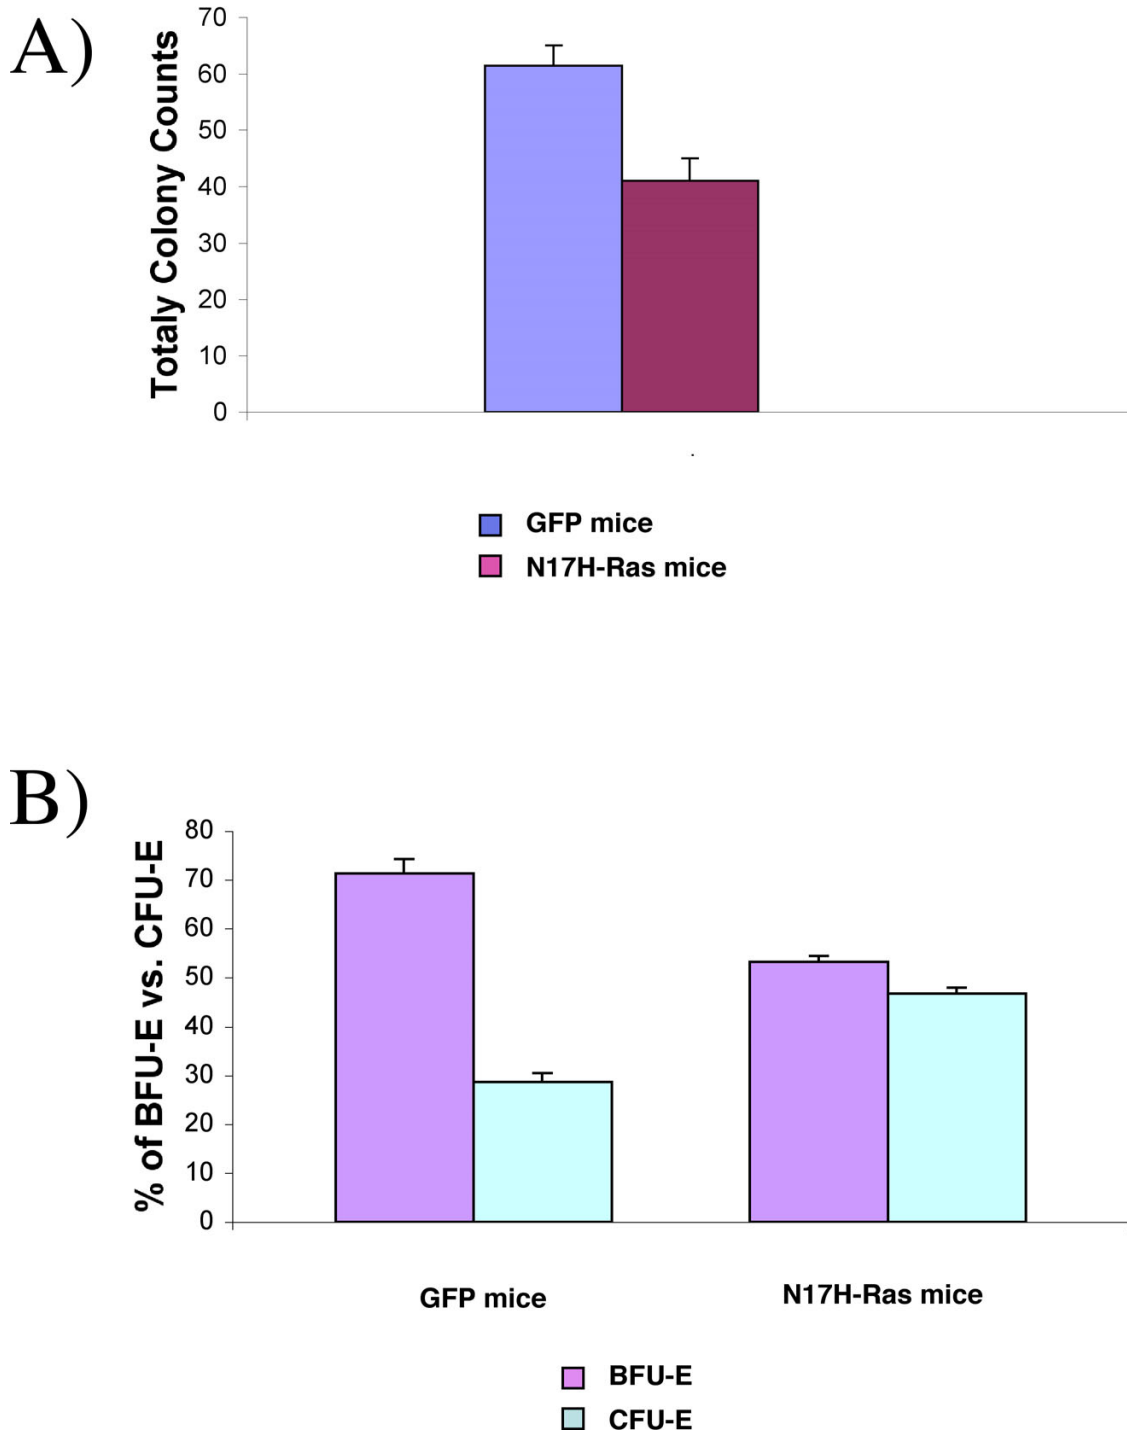 A)
Totaly Colony Counts
70
60
50
40
30
20
10
0
GFP mice
N17H-Ras mice
B)
% of BFU-E vs. CFU-E
80
70
60
50
40
30
20
10
0
GFP mice
N17H-Ras mice
BFU-E
CFU-E